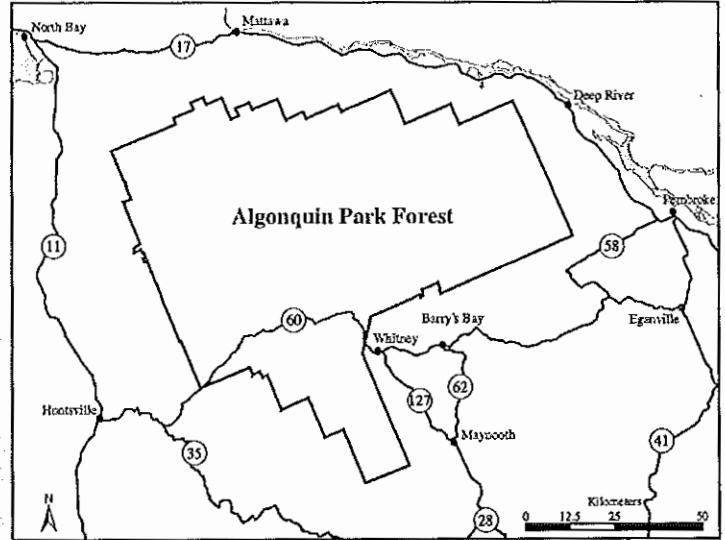 North Bay
Mattawa
17
Deep River
Algonquin Park Forest
Pembroke
11
58
60
Barry's Bay
Whitney
Eganville
127
62
Huntsville
Maynooth
35
41
N
Kilometers
0 12.5 25 50
28